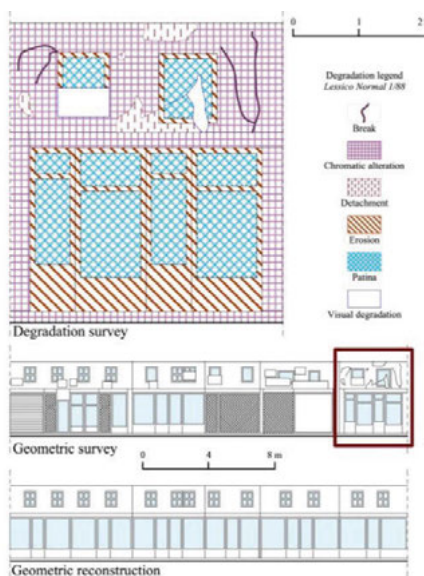 0 1 2
Degradation legend
Lessico Normal 1/88
Break
Chromatic alteration
Detachment
Erosion
Patina
Visual degradation
Degradation survey
Geometric survey
0 4 8 m
Geometric reconstruction